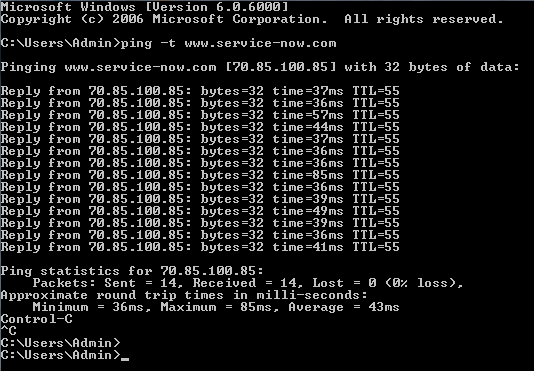 Microsoft Windows [Version 6.0.6000]
Copyright (c) 2006 Microsoft Corporation.  All rights reserved.
C:\Users\Admin>ping -t www.service-now.com
Pinging www.service-now.com [70.85.100.85] with 32 bytes of data:
Reply from 70.85.100.85: bytes=32 time=37ms TTL=55
Reply from 70.85.100.85: bytes=32 time=36ms TTL=55
Reply from 70.85.100.85: bytes=32 time=57ms TTL=55
Reply from 70.85.100.85: bytes=32 time=44ms TTL=55
Reply from 70.85.100.85: bytes=32 time=37ms TTL=55
Reply from 70.85.100.85: bytes=32 time=36ms TTL=55
Reply from 70.85.100.85: bytes=32 time=36ms TTL=55
Reply from 70.85.100.85: bytes=32 time=85ms TTL=55
Reply from 70.85.100.85: bytes=32 time=36ms TTL=55
Reply from 70.85.100.85: bytes=32 time=39ms TTL=55
Reply from 70.85.100.85: bytes=32 time=49ms TTL=55
Reply from 70.85.100.85: bytes=32 time=39ms TTL=55
Reply from 70.85.100.85: bytes=32 time=36ms TTL=55
Reply from 70.85.100.85: bytes=32 time=41ms TTL=55
Ping statistics for 70.85.100.85:
    Packets: Sent = 14, Received = 14, Lost = 0 (0% loss),
Approximate round trip times in milli-seconds:
    Minimum = 36ms, Maximum = 85ms, Average = 43ms
Control-C
^C
C:\Users\Admin>
C:\Users\Admin>_